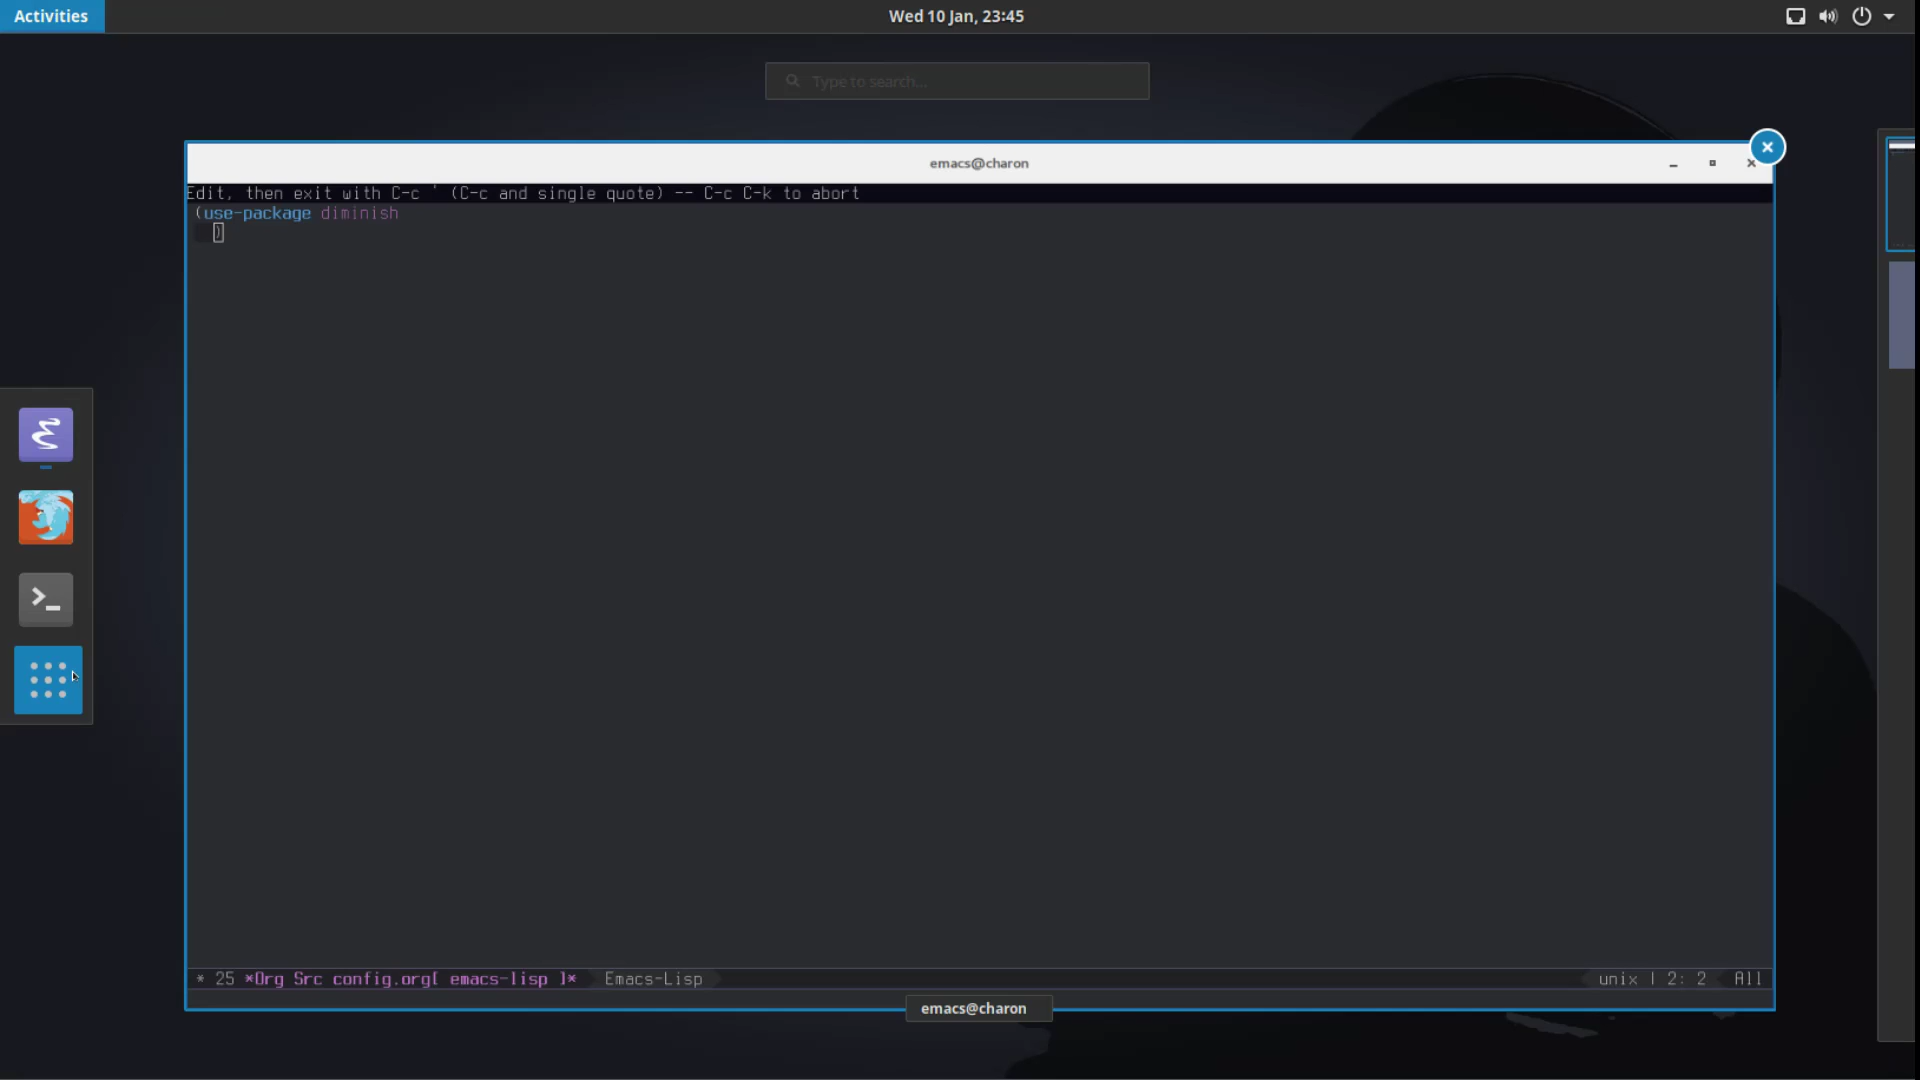 Activities
Wed 10 Jan, 23:45
Type to search...
emacs@charon
Edit, then exit with C-c ' (C-c and single quote) -- C-c C-k to abort
(use-package diminish
)
* 25 *Org Src config.org[ emacs-lisp ]* Emacs-Lisp unix | 2: 2 All
emacs@charon